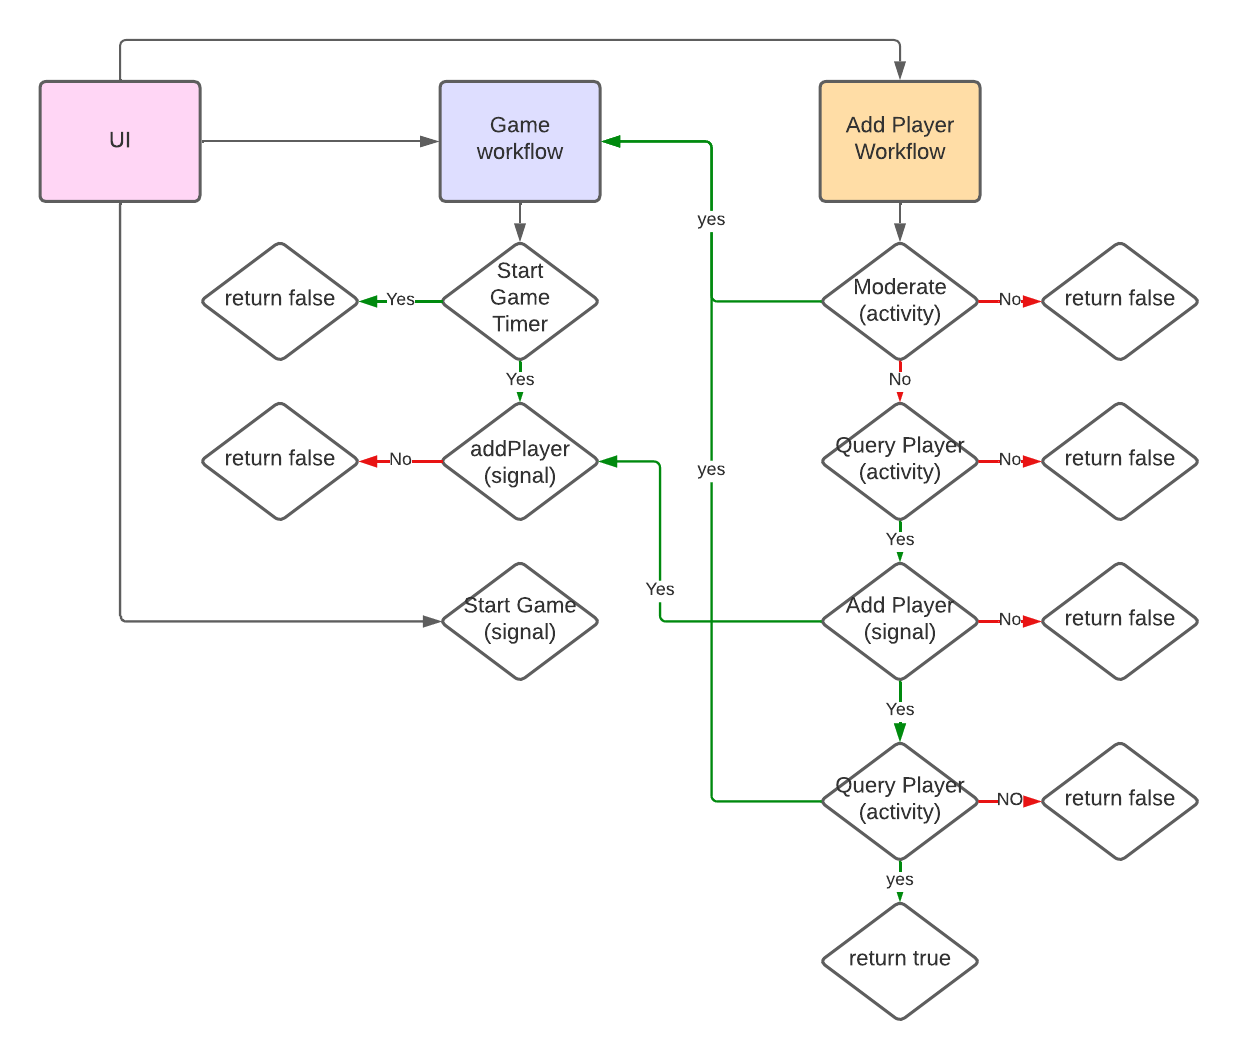 UI
Game
workflow
Add Player
Workflow
yes
Start
Game
Timer
Yes
return false
Moderate
(activity)
No
return false
Yes
No
addPlayer
(signal)
No
return false
Query Player
(activity)
No
return false
yes
Yes
Yes
Start Game
(signal)
Add Player
(signal)
No
return false
Yes
Query Player
(activity)
NO
return false
yes
return true